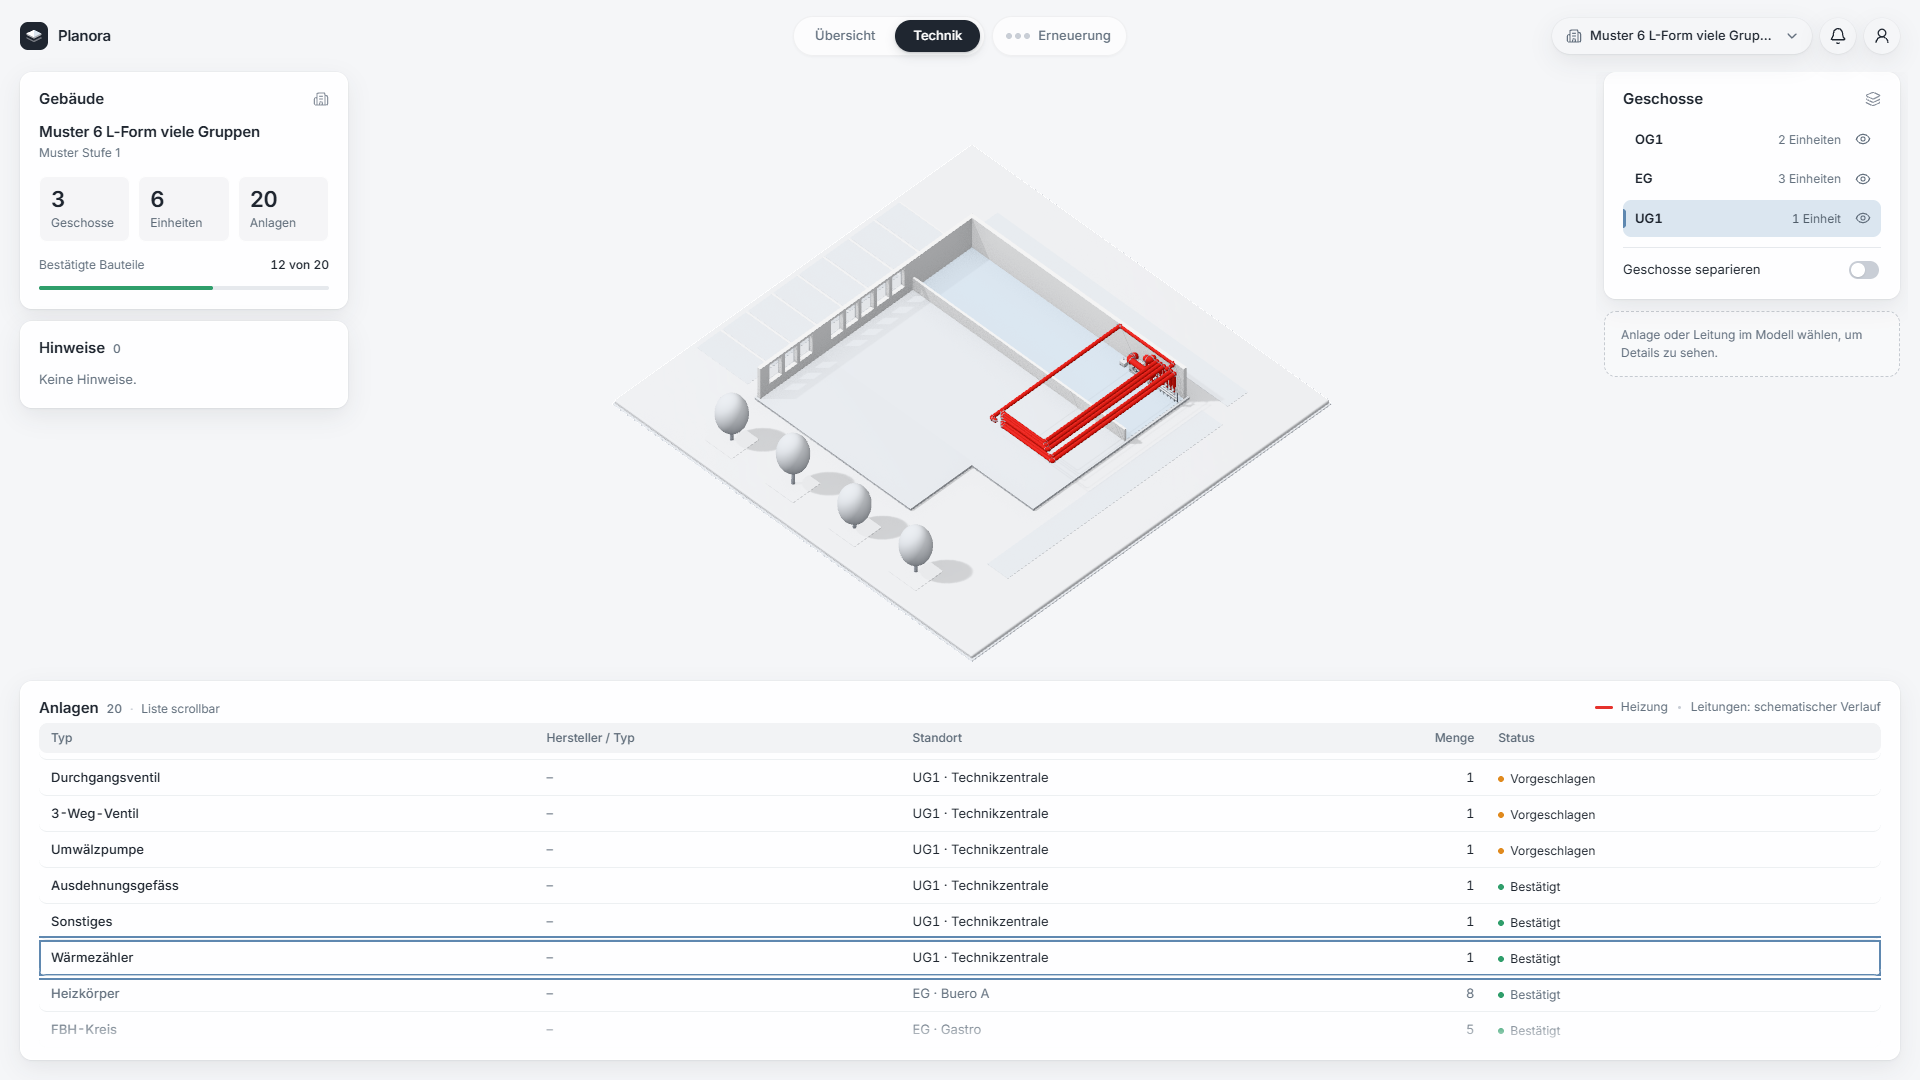 Planora
Übersicht
Technik
Erneuerung
Muster 6 L-Form viele Grup...
Gebäude
Muster 6 L-Form viele Gruppen
Muster Stufe 1
3 Geschosse
6 Einheiten
20 Anlagen
Bestätigte Bauteile 12 von 20
Hinweise 0
Keine Hinweise.
Geschosse
OG1 2 Einheiten
EG 3 Einheiten
UG1 1 Einheit
Geschosse separieren
Anlage oder Leitung im Modell wählen, um
Details zu sehen.
Anlagen 20 · Liste scrollbar
Heizung • Leitungen: schematischer Verlauf
Typ Hersteller / Typ Standort Menge Status
Durchgangsventil – UG1 · Technikzentrale 1 Vorgeschlagen
3-Weg-Ventil – UG1 · Technikzentrale 1 Vorgeschlagen
Umwälzpumpe – UG1 · Technikzentrale 1 Vorgeschlagen
Ausdehnungsgefäss – UG1 · Technikzentrale 1 Bestätigt
Sonstiges – UG1 · Technikzentrale 1 Bestätigt
Wärmezähler – UG1 · Technikzentrale 1 Bestätigt
Heizkörper – EG · Buero A 8 Bestätigt
FBH-Kreis – EG · Gastro 5 Bestätigt